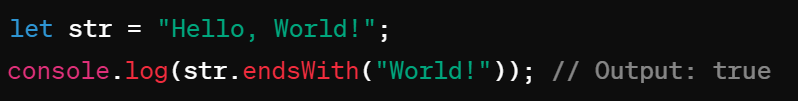 let str = "Hello, World!";
console.log(str.endsWith("World!")); // Output: true